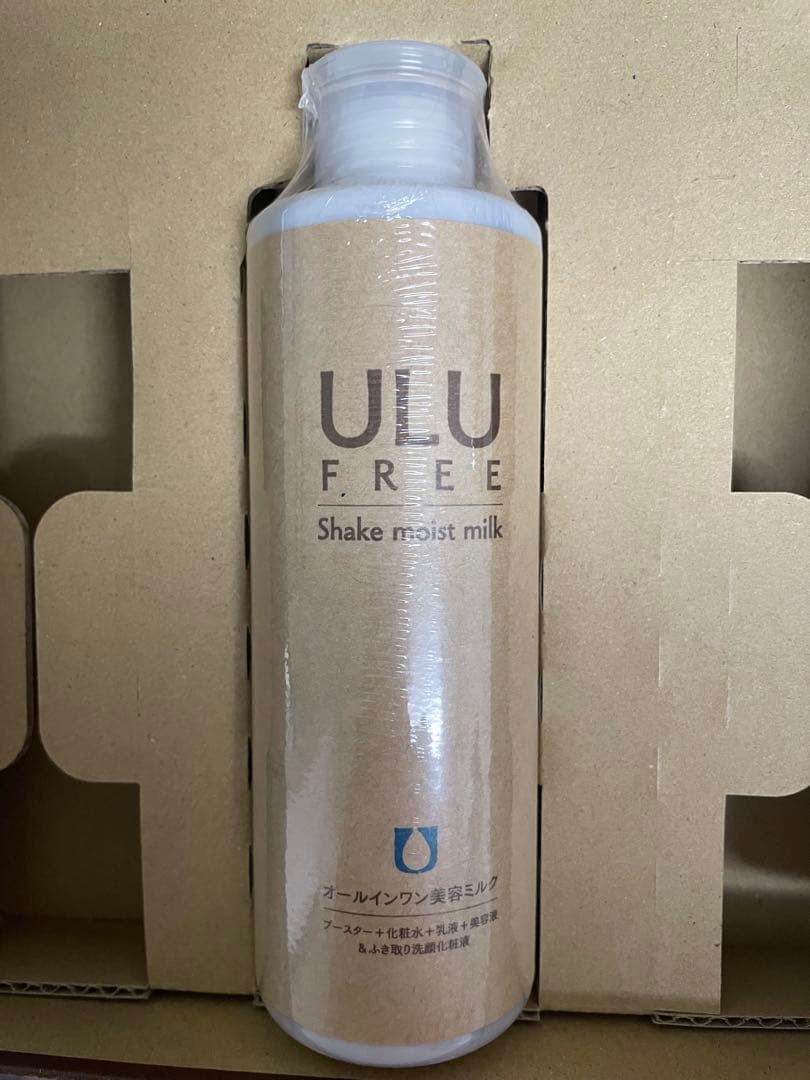 ULU
FREE
Shake moist milk
オールインワン美容ミルク
ブースター+化粧水+乳液+美容液
&ふき取り洗顔化粧液